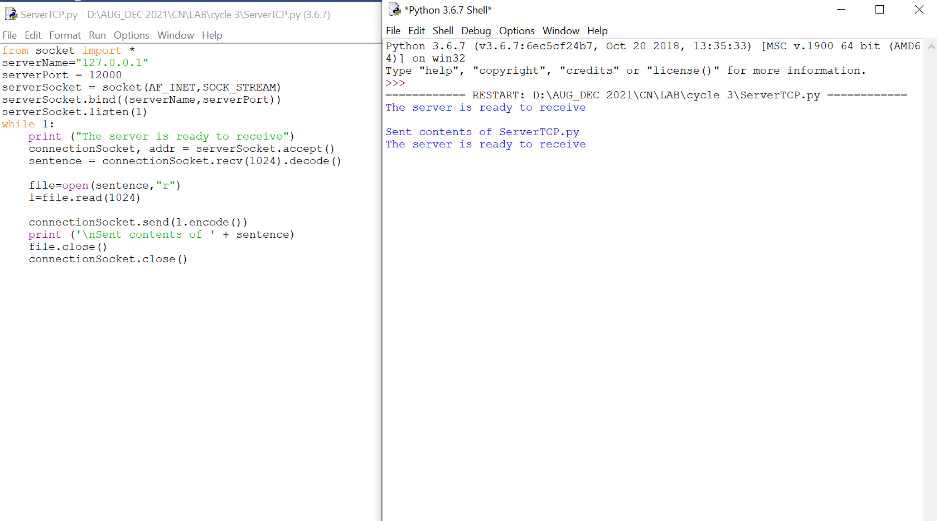 ServerTCP.py - D:\AUG_DEC 2021\CN\LAB\cycle 3\ServerTCP.py (3.6.7)
File Edit Format Run Options Window Help
from socket import *
serverName="127.0.0.1"
serverPort = 12000
serverSocket = socket(AF_INET,SOCK_STREAM)
serverSocket.bind((serverName,serverPort))
serverSocket.listen(1)
while 1:
    print ("The server is ready to receive")
    connectionSocket, addr = serverSocket.accept()
    sentence = connectionSocket.recv(1024).decode()

    file=open(sentence,"r")
    l=file.read(1024)

    connectionSocket.send(l.encode())
    print ('\nSent contents of ' + sentence)
    file.close()
    connectionSocket.close()
*Python 3.6.7 Shell*
File Edit Shell Debug Options Window Help
Python 3.6.7 (v3.6.7:6ec5cf24b7, Oct 20 2018, 13:35:33) [MSC v.1900 64 bit (AMD6
4)] on win32
Type "help", "copyright", "credits" or "license()" for more information.
>>>
============ RESTART: D:\AUG_DEC 2021\CN\LAB\cycle 3\ServerTCP.py ============
The server is ready to receive

Sent contents of ServerTCP.py
The server is ready to receive